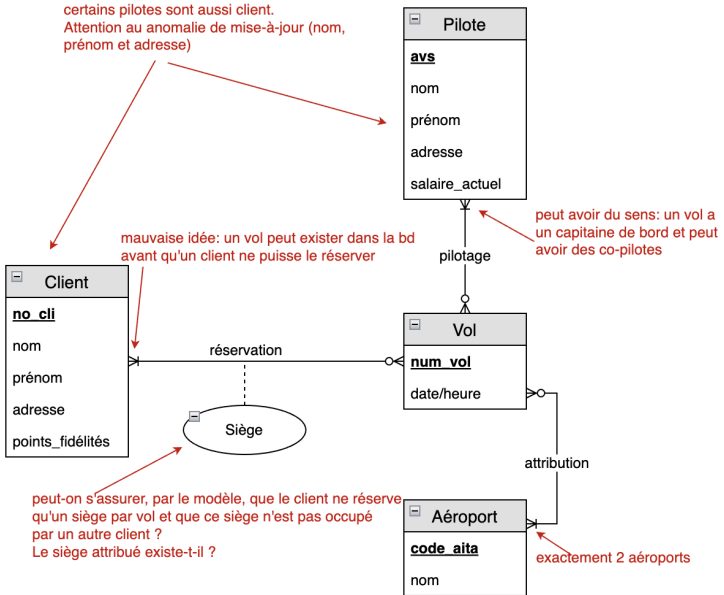 certains pilotes sont aussi client.
Attention au anomalie de mise-à-jour (nom,
prénom et adresse)
Pilote
avs
nom
prénom
adresse
salaire_actuel
peut avoir du sens: un vol a
un capitaine de bord et peut
avoir des co-pilotes
pilotage
mauvaise idée: un vol peut exister dans la bd
avant qu'un client ne puisse le réserver
Client
no_cli
nom
prénom
adresse
points_fidélités
réservation
Siège
Vol
num_vol
date/heure
attribution
peut-on s'assurer, par le modèle, que le client ne réserve
qu'un siège par vol et que ce siège n'est pas occupé
par un autre client ?
Le siège attribué existe-t-il ?
Aéroport
code_aita
nom
exactement 2 aéroports